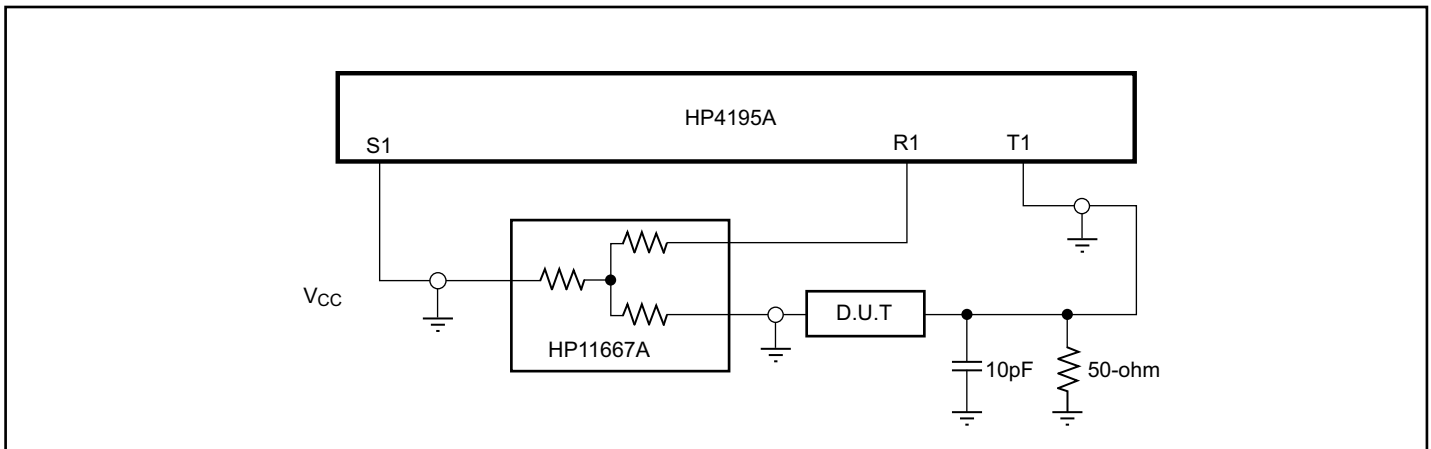 HP4195A
S1
R1
T1
VCC
HP11667A
D.U.T
10pF
50-ohm